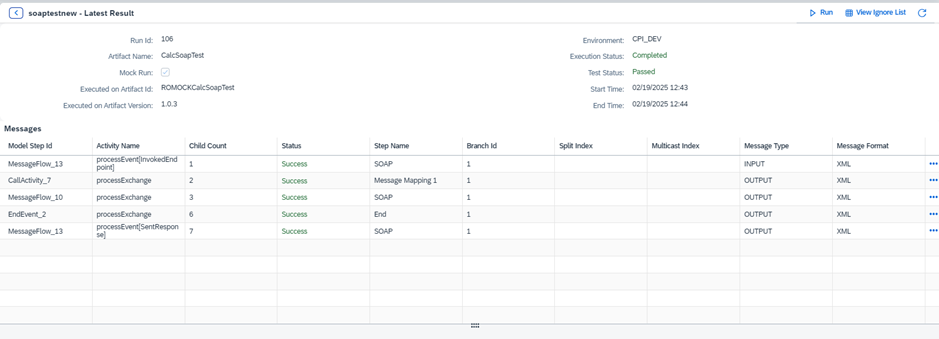 soaptestnew - Latest Result
Run
View Ignore List
Run Id: 106
Environment: CPI_DEV
Artifact Name: CalcSoapTest
Execution Status: Completed
Mock Run:
Test Status: Passed
Executed on Artifact Id: ROMOCKCalcSoapTest
Start Time: 02/19/2025 12:43
Executed on Artifact Version: 1.0.3
End Time: 02/19/2025 12:44
Messages
Model Step Id Activity Name Child Count Status Step Name Branch Id Split Index Multicast Index Message Type Message Format
MessageFlow_13 processEvent[InvokedEndpoint] 1 Success SOAP 1 INPUT XML
CallActivity_7 processExchange 2 Success Message Mapping 1 1 OUTPUT XML
MessageFlow_10 processExchange 3 Success SOAP 1 OUTPUT XML
EndEvent_2 processExchange 6 Success End 1 OUTPUT XML
MessageFlow_13 processEvent[SentResponse] 7 Success SOAP 1 OUTPUT XML